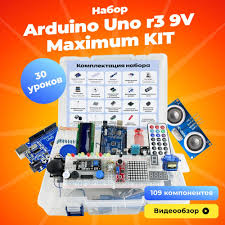 Набор
Arduino Uno r3 9V
Maximum KIT
30
уроков
Комплектация набора
109 компонентов
Видеообзор